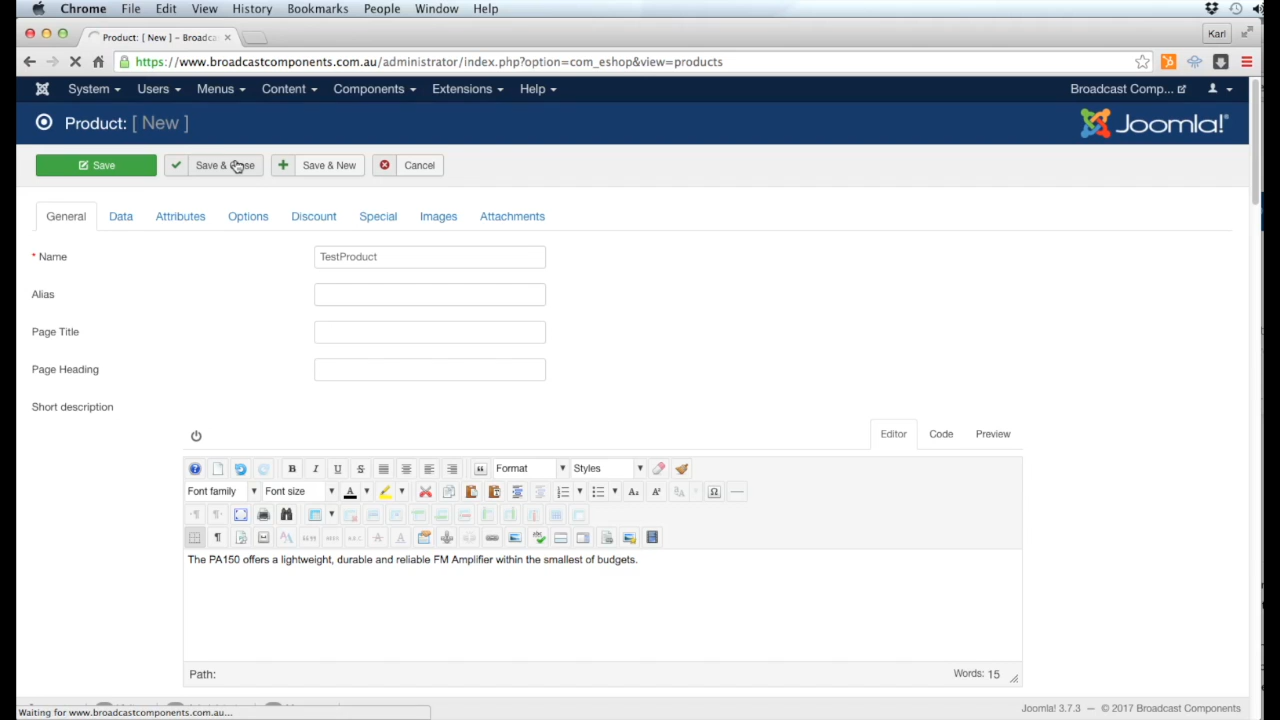 Chrome File Edit View History Bookmarks People Window Help
Product: [ New ] – Broadca
Karl
https://www.broadcastcomponents.com.au/administrator/index.php?option=com_eshop&view=products
System Users Menus Content Components Extensions Help Broadcast Comp...
Product: [ New ] Joomla!®
Save Save & Save & New Cancel
General Data Attributes Options Discount Special Images Attachments
* Name TestProduct
Alias
Page Title
Page Heading
Short description
Editor Code Preview
B I U S Format Styles
Font family Font size A
The PA150 offers a lightweight, durable and reliable FM Amplifier within the smallest of budgets.
Path: Words: 15
Waiting for www.broadcastcomponents.com.au... Joomla! 3.7.3 — © 2017 Broadcast Components